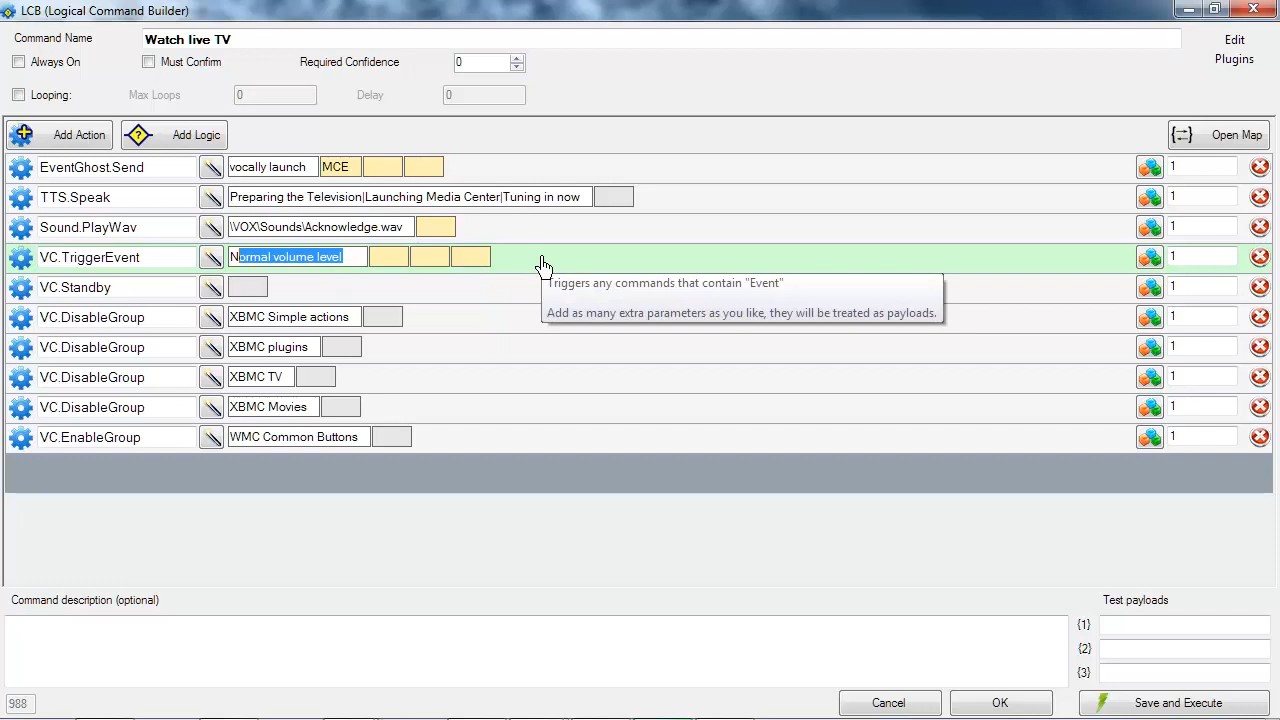 LCB (Logical Command Builder)
Command Name
Watch live TV
Edit
Plugins
Always On
Must Confirm
Required Confidence
0
Looping:
Max Loops
0
Delay
0
Add Action
Add Logic
Open Map
EventGhost.Send
vocally launch
MCE
1
TTS.Speak
Preparing the Television|Launching Media Center|Tuning in now
1
Sound.PlayWav
\VOX\Sounds\Acknowledge.wav
1
VC.TriggerEvent
Normal volume level
1
Triggers any commands that contain "Event"
Add as many extra parameters as you like, they will be treated as payloads.
VC.Standby
1
VC.DisableGroup
XBMC Simple actions
1
VC.DisableGroup
XBMC plugins
1
VC.DisableGroup
XBMC TV
1
VC.DisableGroup
XBMC Movies
1
VC.EnableGroup
WMC Common Buttons
1
Command description (optional)
Test payloads
{1}
{2}
{3}
988
Cancel
OK
Save and Execute